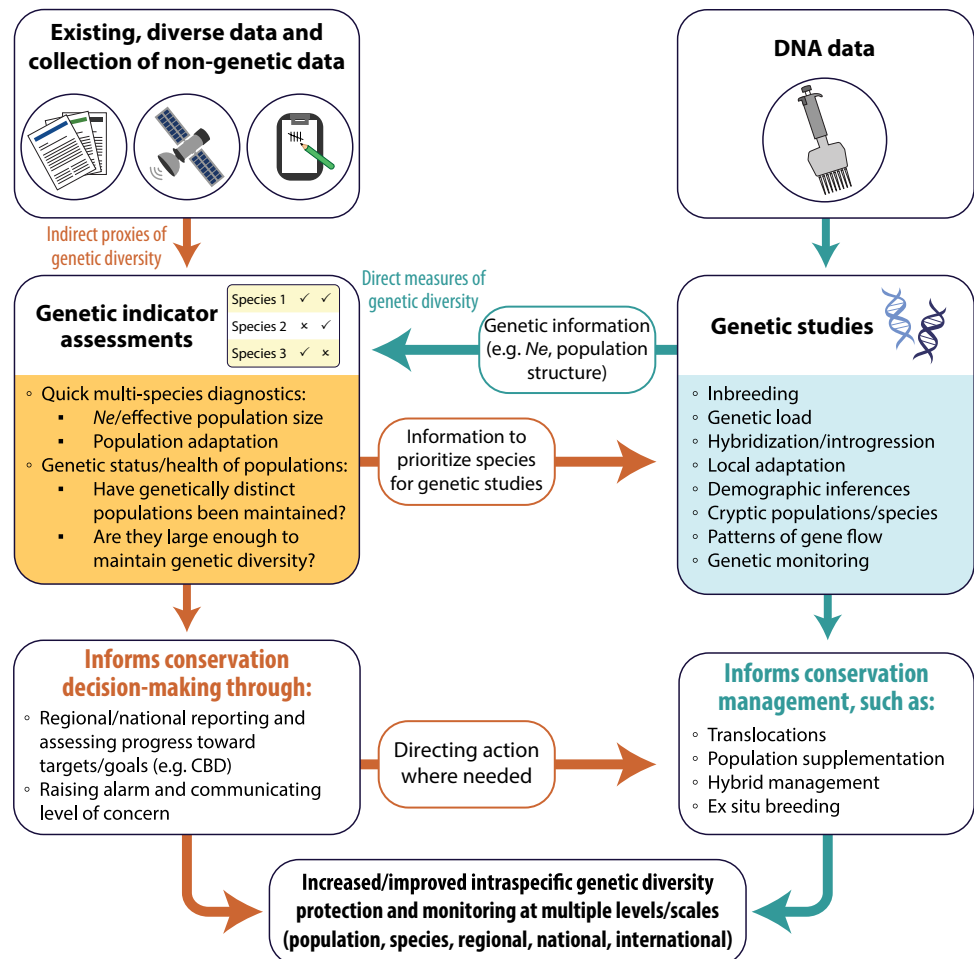 Existing, diverse data and
collection of non-genetic data
DNA data
Indirect proxies of
genetic diversity
Direct measures of
genetic diversity
Genetic indicator
assessments
Species 1 ✓ ✓
Species 2 × ✓
Species 3 ✓ ×
◦ Quick multi-species diagnostics:
▪ Ne/effective population size
▪ Population adaptation
◦ Genetic status/health of populations:
▪ Have genetically distinct
populations been maintained?
▪ Are they large enough to
maintain genetic diversity?
Genetic information
(e.g. Ne, population
structure)
Information to
prioritize species
for genetic studies
Genetic studies
◦ Inbreeding
◦ Genetic load
◦ Hybridization/introgression
◦ Local adaptation
◦ Demographic inferences
◦ Cryptic populations/species
◦ Patterns of gene flow
◦ Genetic monitoring
Informs conservation
decision-making through:
◦ Regional/national reporting and
assessing progress toward
targets/goals (e.g. CBD)
◦ Raising alarm and communicating
level of concern
Directing action
where needed
Informs conservation
management, such as:
◦ Translocations
◦ Population supplementation
◦ Hybrid management
◦ Ex situ breeding
Increased/improved intraspecific genetic diversity
protection and monitoring at multiple levels/scales
(population, species, regional, national, international)